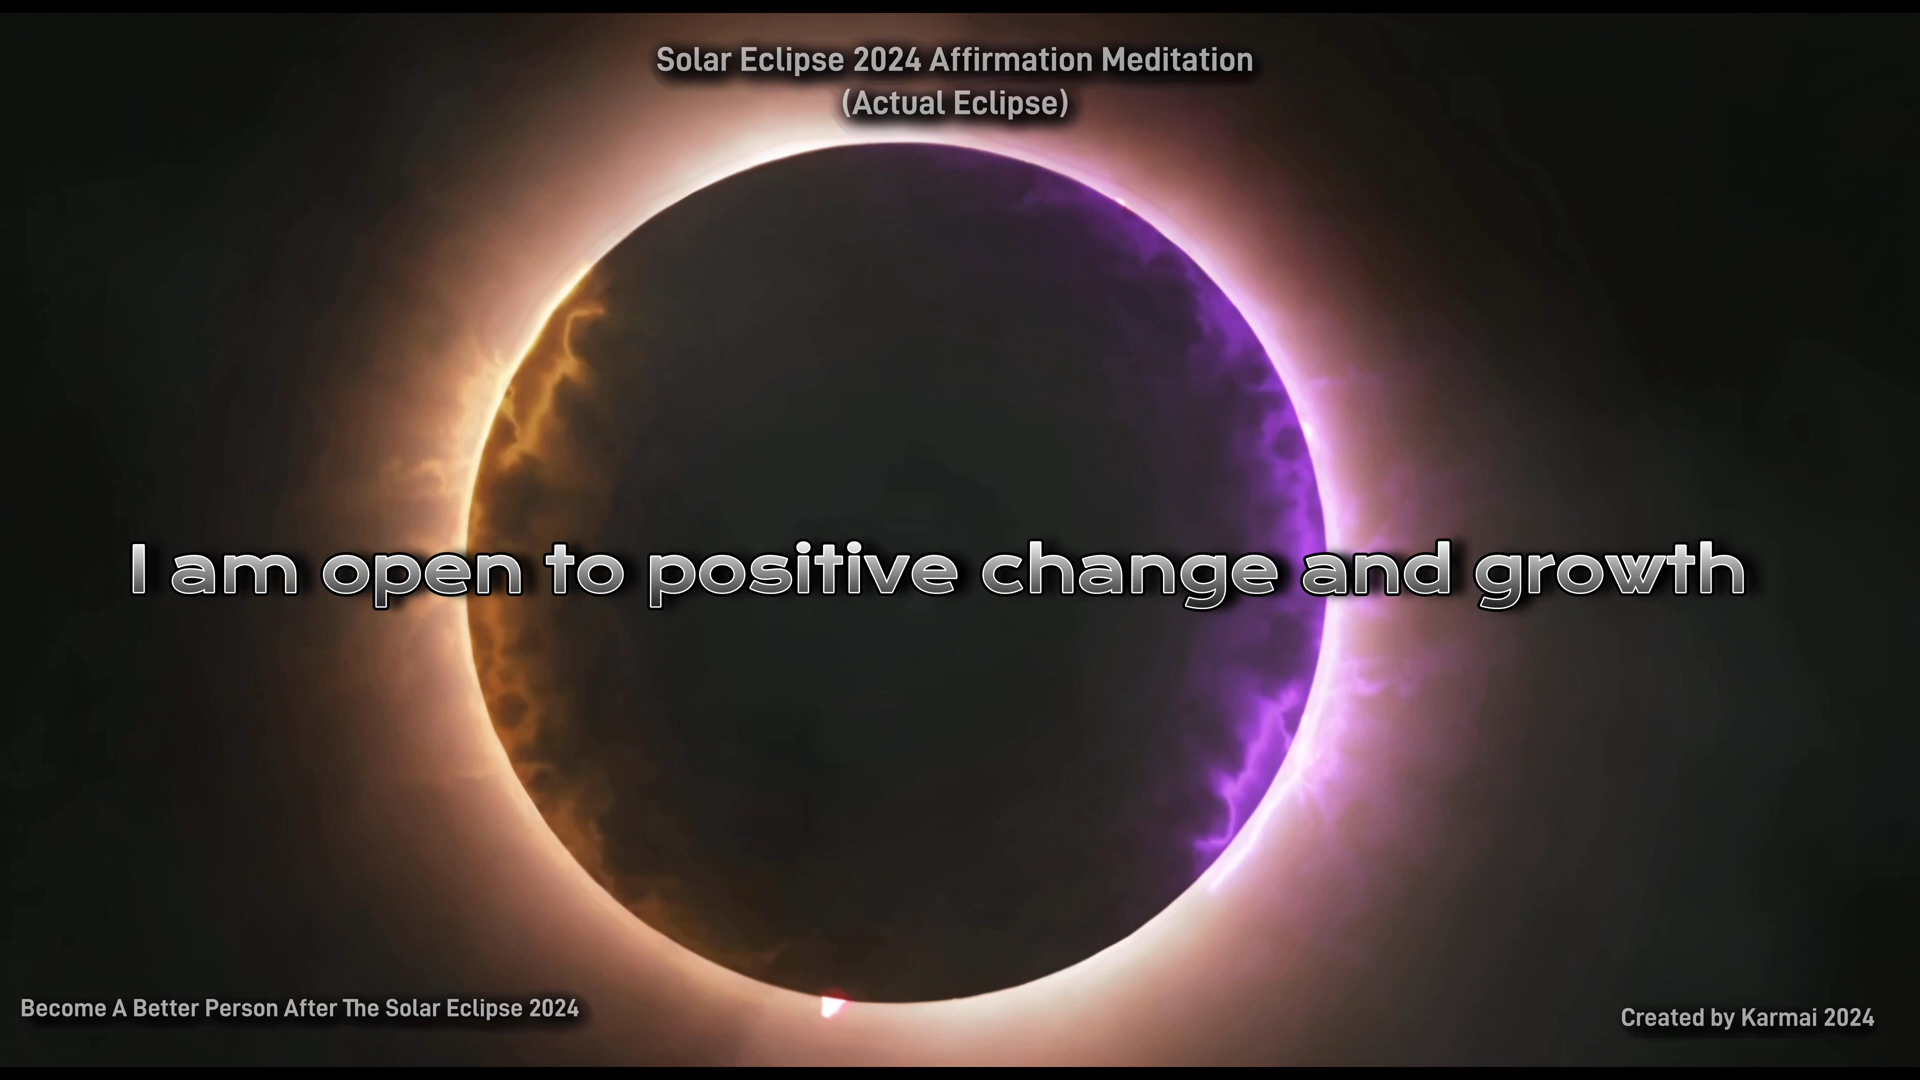 Solar Eclipse 2024 Affirmation Meditation
(Actual Eclipse)
I am open to positive change and growth
Become A Better Person After The Solar Eclipse 2024
Created by Karmai 2024